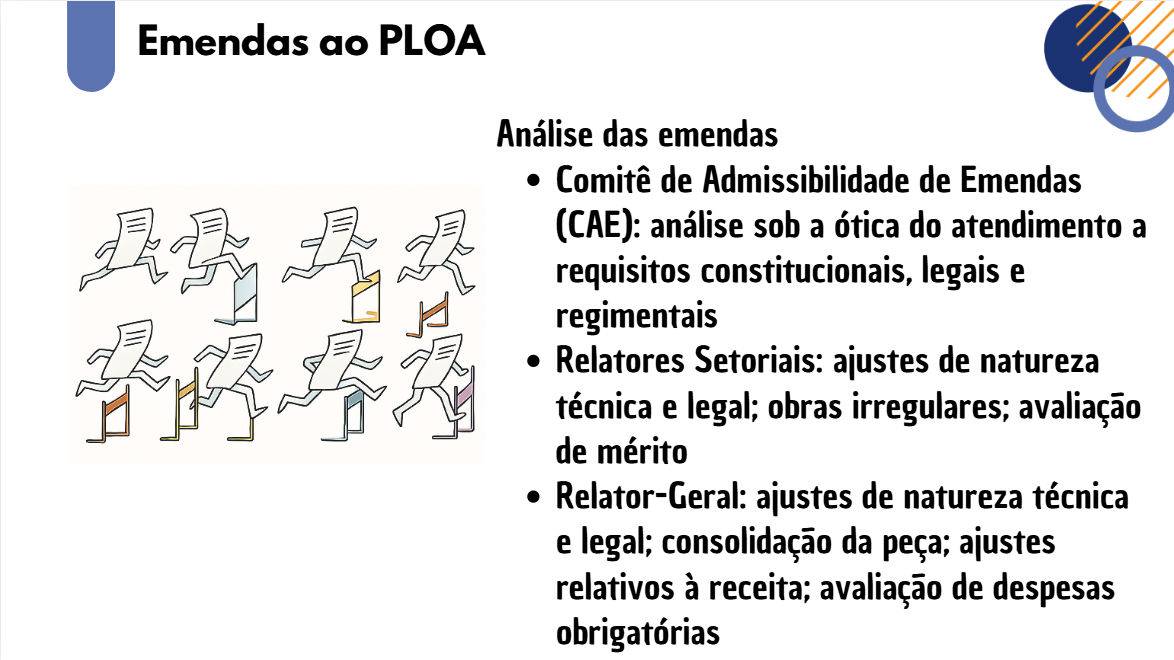 Emendas ao PLOA
Análise das emendas
• Comitê de Admissibilidade de Emendas
(CAE): análise sob a ótica do atendimento a
requisitos constitucionais, legais e
regimentais
• Relatores Setoriais: ajustes de natureza
técnica e legal; obras irregulares; avaliação
de mérito
• Relator-Geral: ajustes de natureza técnica
e legal; consolidação da peça; ajustes
relativos à receita; avaliação de despesas
obrigatórias